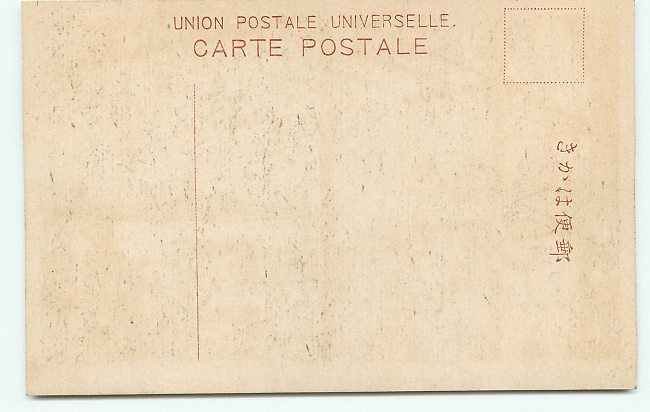 UNION POSTALE UNIVERSELLE.
CARTE POSTALE
郵便はかき